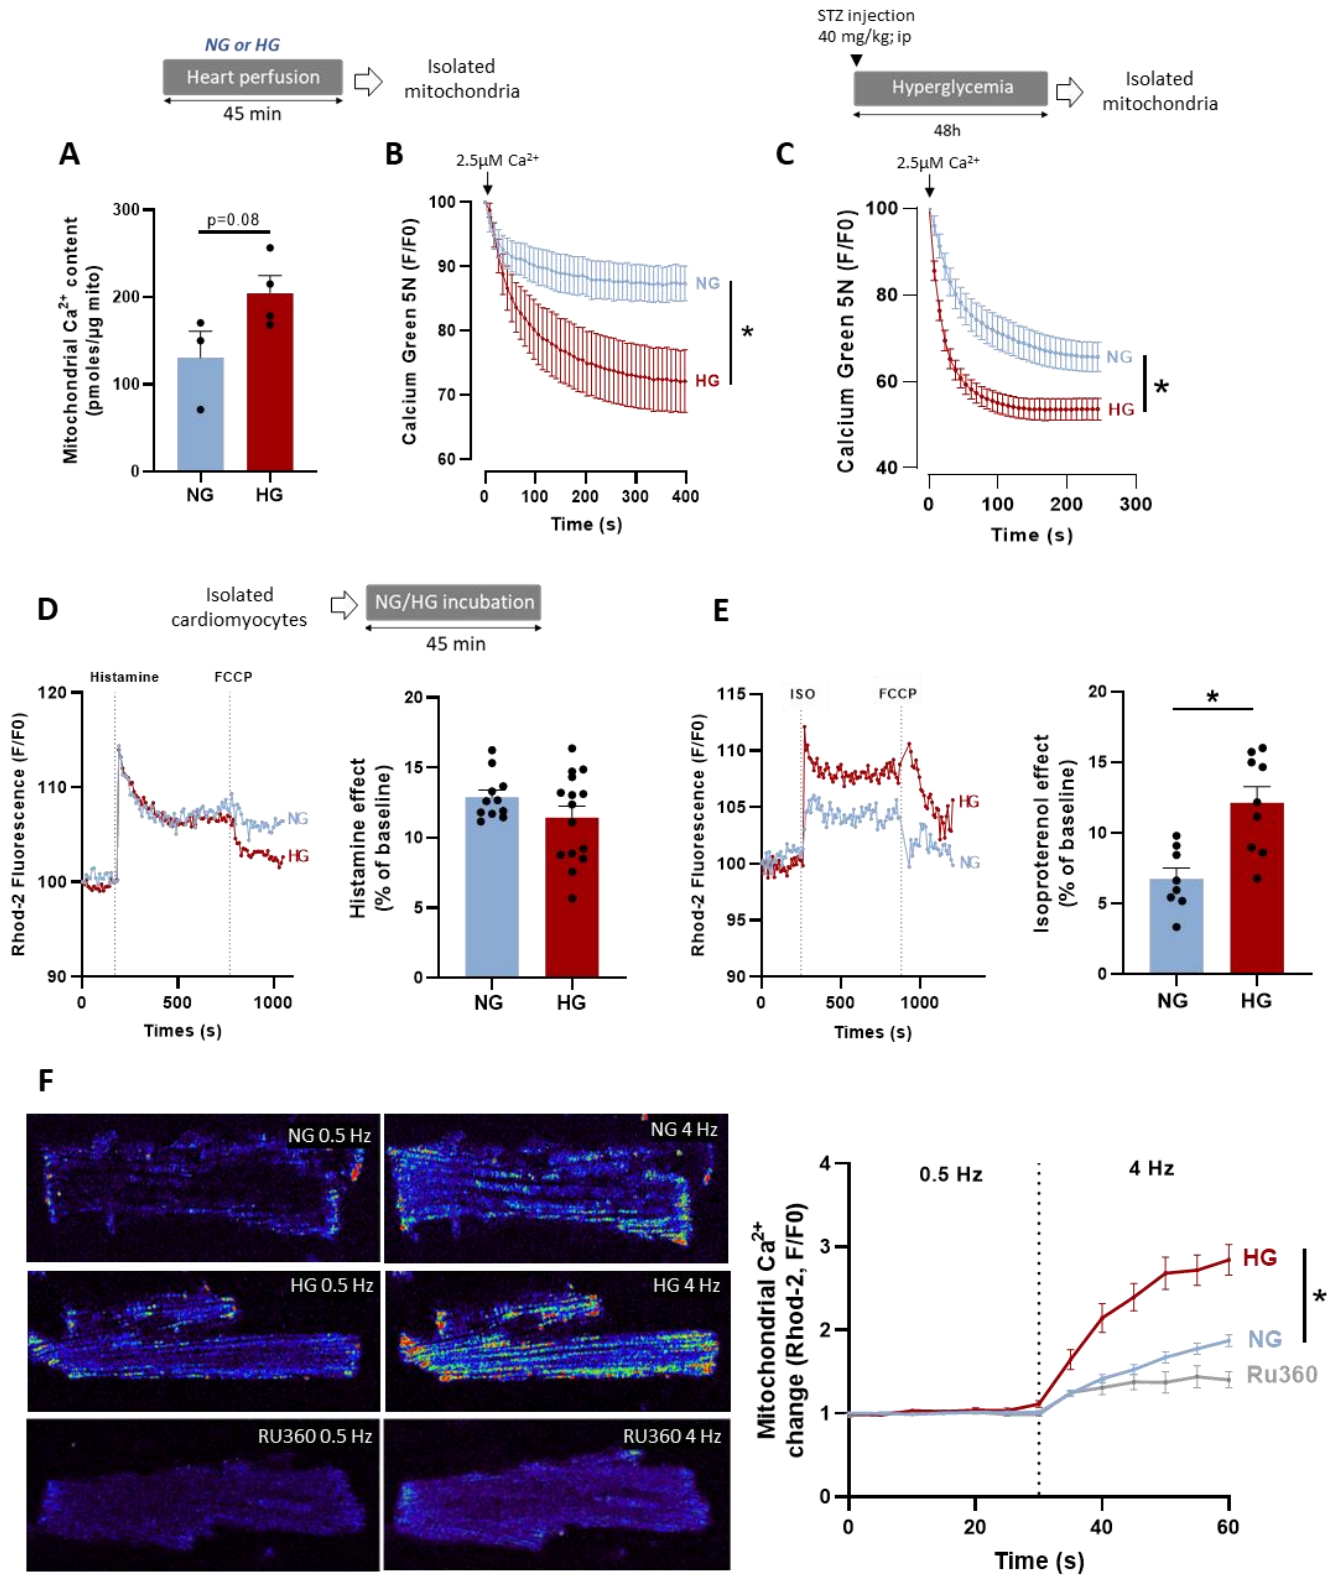 NG or HG
Heart perfusion
45 min
Isolated
mitochondria
STZ injection
40 mg/kg; ip
Hyperglycemia
48h
Isolated
mitochondria
A
Mitochondrial Ca²⁺ content
(pmoles/µg mito)
300
200
100
0
p=0.08
NG
HG
B
2.5µM Ca²⁺
Calcium Green 5N (F/F0)
100
90
80
70
60
NG
HG
*
0
100
200
300
400
Time (s)
C
2.5µM Ca²⁺
Calcium Green 5N (F/F0)
100
80
60
40
NG
HG
*
0
100
200
300
Time (s)
D
Isolated
cardiomyocytes
NG/HG incubation
45 min
Histamine
FCCP
Rhod-2 Fluorescence (F/F0)
120
110
100
90
NG
HG
0
500
1000
Times (s)
Histamine effect
(% of baseline)
20
15
10
5
0
NG
HG
E
ISO
FCCP
Rhod-2 Fluorescence (F/F0)
115
110
105
100
95
90
HG
NG
0
500
1000
Times (s)
Isoproterenol effect
(% of baseline)
20
15
10
5
0
*
NG
HG
F
NG 0.5 Hz
NG 4 Hz
HG 0.5 Hz
HG 4 Hz
RU360 0.5 Hz
RU360 4 Hz
Mitochondrial Ca²⁺
change (Rhod-2, F/F0)
4
3
2
1
0
0.5 Hz
4 Hz
HG
NG
Ru360
*
0
20
40
60
Time (s)